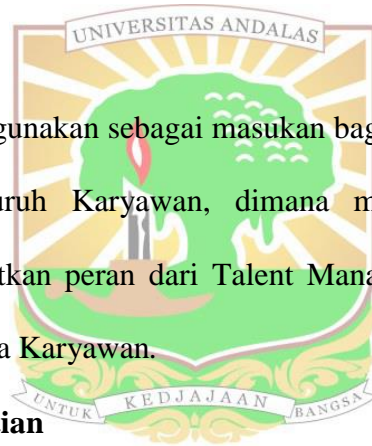 UNIVERSITAS ANDALAS
gunakan sebagai masukan bag
uruh Karyawan, dimana m
tkan peran dari Talent Mana
a Karyawan.
UNTUK KEDJAJAAN BANGSA
ian